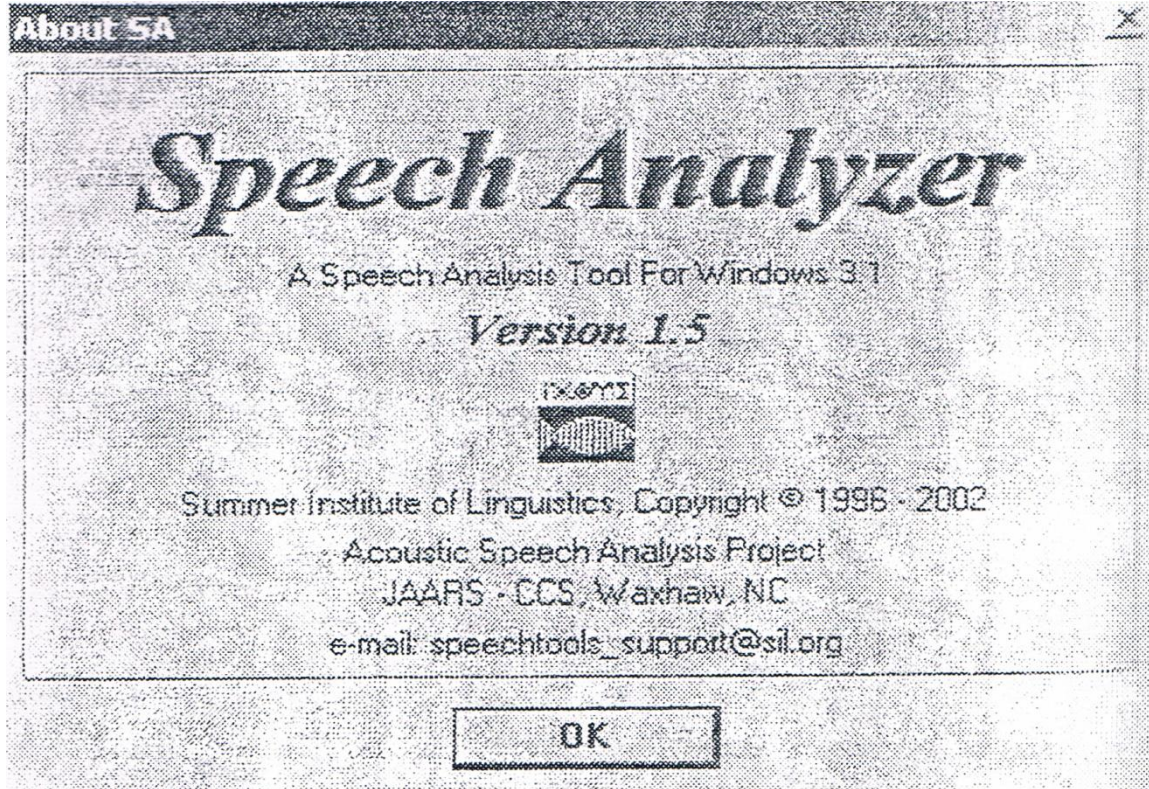 About SA
Speech Analyzer
A Speech Analysis Tool For Windows 3.1
Version 1.5
Summer Institute of Linguistics, Copyright © 1996 - 2002
Acoustic Speech Analysis Project
JAARS - CCS, Waxhaw, NC
e-mail: speechtools_support@sil.org
OK